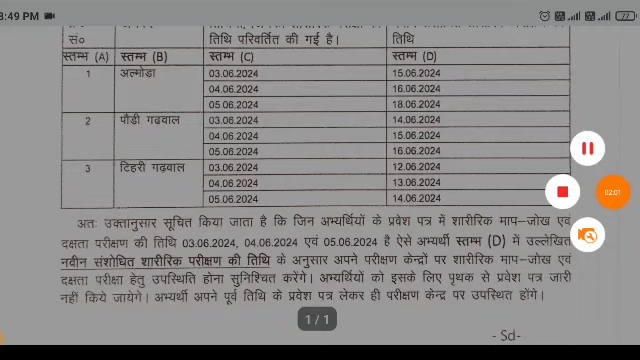 8:49 PM
77
सं०
तिथि परिवर्तित की गई है।
तिथि
स्तम्भ (A) स्तम्भ (B) स्तम्भ (C) स्तम्भ (D)
1 अल्मोडा 03.06.2024 15.06.2024
04.06.2024 16.06.2024
05.06.2024 18.06.2024
2 पौडी गढवाल 03.06.2024 14.06.2024
04.06.2024 15.06.2024
05.06.2024 16.06.2024
3 टिहरी गढ़वाल 03.06.2024 12.06.2024
04.06.2024 13.06.2024
05.06.2024 14.06.2024
02:01
अतः उक्तानुसार सूचित किया जाता है कि जिन अभ्यर्थियों के प्रवेश पत्र में शारीरिक माप–जोख एवं
दक्षता परीक्षण की तिथि 03.06.2024, 04.06.2024 एवं 05.06.2024 है ऐसे अभ्यर्थी स्तम्भ (D) में उल्लेखित
नवीन संशोधित शारीरिक परीक्षण की तिथि के अनुसार अपने परीक्षण केन्द्रों पर शारीरिक माप–जोख एवं
दक्षता परीक्षा हेतु उपस्थिति होना सुनिश्चित करेंगे। अभ्यर्थियों को इसके लिए पृथक से प्रवेश पत्र जारी
नहीं किये जायेगे। अभ्यर्थी अपने पूर्व तिथि के प्रवेश पत्र लेकर ही परीक्षण केन्द्र पर उपस्थित होंगे।
1 / 1
- Sd-